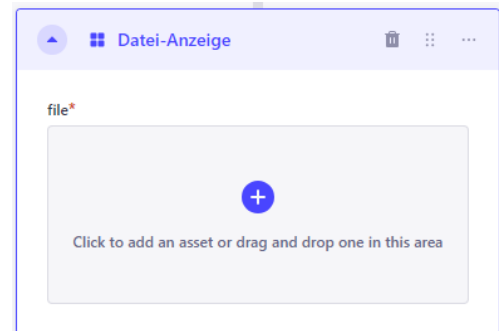 Datei-Anzeige
file*
Click to add an asset or drag and drop one in this area